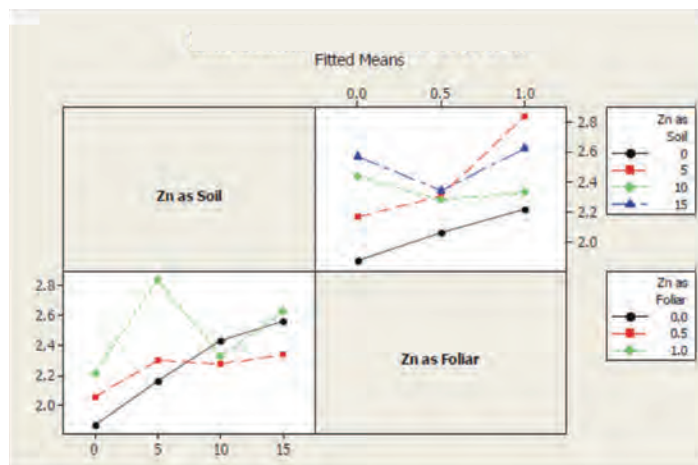 Fitted Means
0.0 0.5 1.0
Zn as Soil
2.8
2.6
2.4
2.2
2.0
Zn as
Soil
0
5
10
15
2.8
2.6
2.4
2.2
2.0
Zn as Foliar
Zn as
Foliar
0.0
0.5
1.0
0 5 10 15